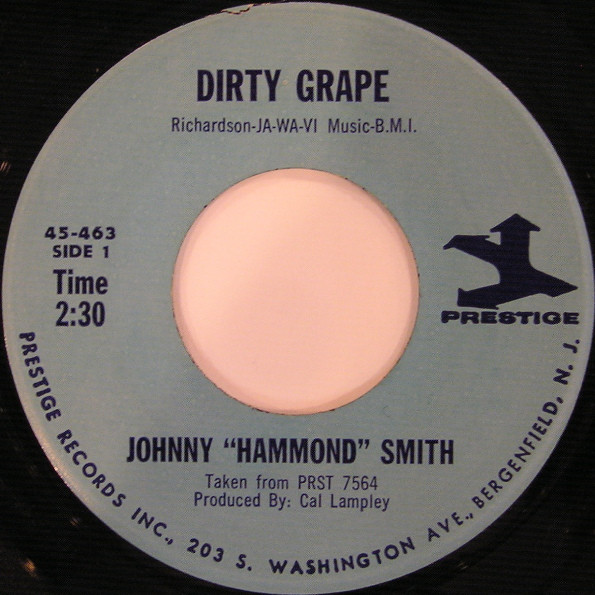 DIRTY GRAPE
Richardson-JA-WA-VI Music-B.M.I.
45-463
SIDE 1
Time
2:30
PRESTIGE
JOHNNY “HAMMOND” SMITH
Taken from PRST 7564
Produced By: Cal Lampley
PRESTIGE RECORDS INC., 203 S. WASHINGTON AVE., BERGENFIELD, N. J.